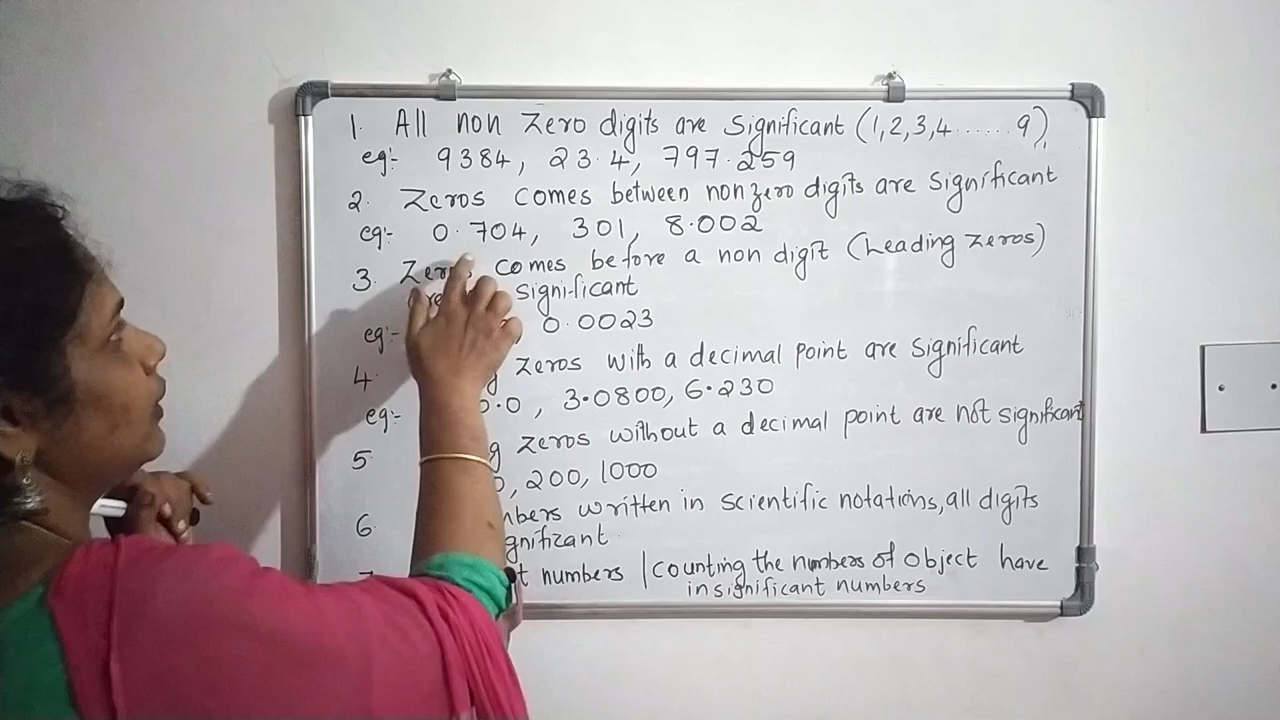 1. All non Zero digits are Significant (1,2,3,4......9),
eg:- 9384, 23.4, 797.259
2. Zeros comes between nonzero digits are significant
eg:- 0.704, 301, 8.002
3. comes before a non digit (Leading Zeros)
significant
eg:- 0.0023
4. zeros with a decimal point are significant
eg:- 3.0800, 6.230
5. zeros without a decimal point are not significant
200, 1000
6. written in scientific notations, all digits

numbers / counting the numbers of object have
insignificant numbers